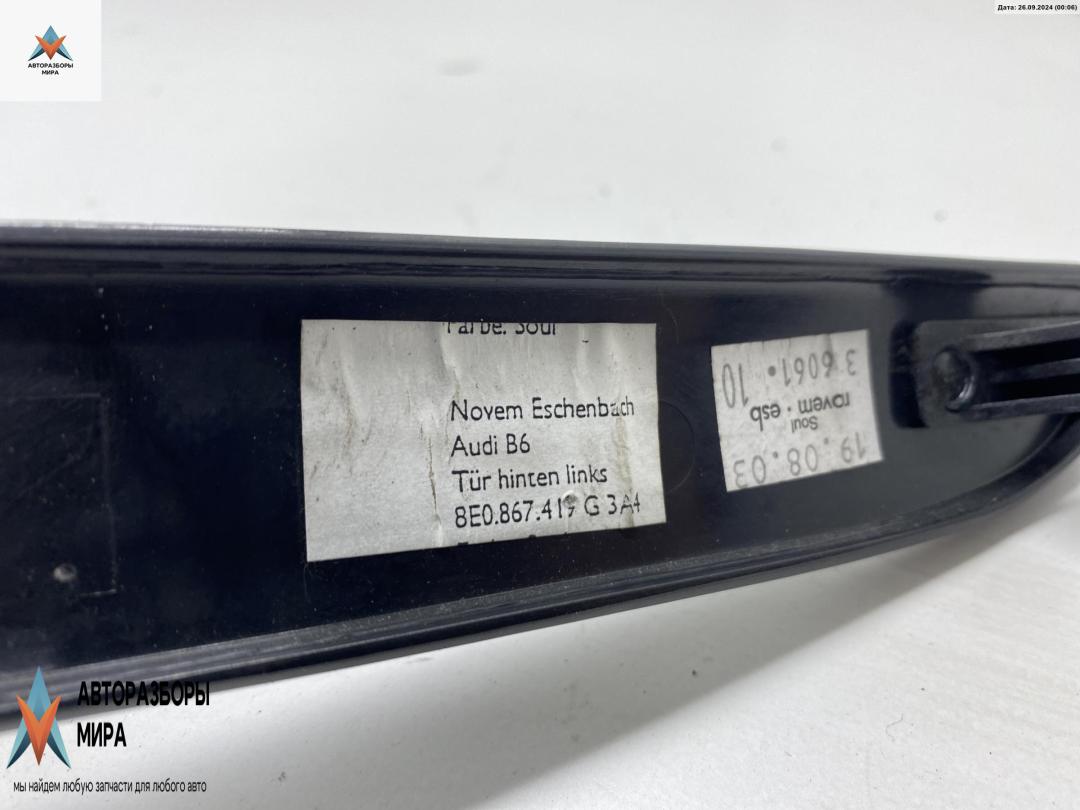 Дата: 26.09.2024 (00:06)
АВТОРАЗБОРЫ
МИРА
Farbe: Soul
Novem Eschenbach
Audi B6
Tür hinten links
8E0.867.419 G 3A4
19.08.03
Soul
novem · esb
3 6061· 10
АВТОРАЗБОРЫ
МИРА
мы найдем любую запчасти для любого авто